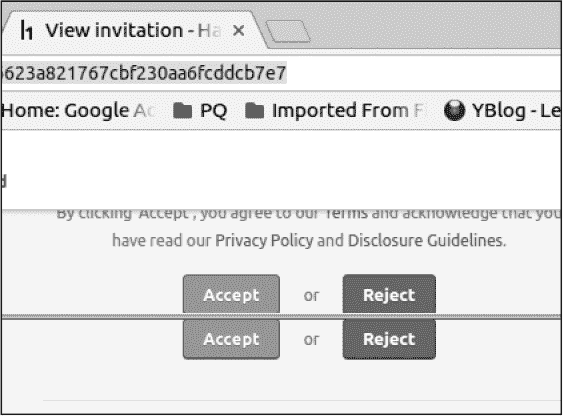 View invitation - Ha
623a821767cbf230aa6fcddcb7e7
Home: Google Ac PQ Imported From F YBlog - Le
d
By clicking "Accept", you agree to our Terms and acknowledge that you
have read our Privacy Policy and Disclosure Guidelines.
Accept or Reject
Accept or Reject